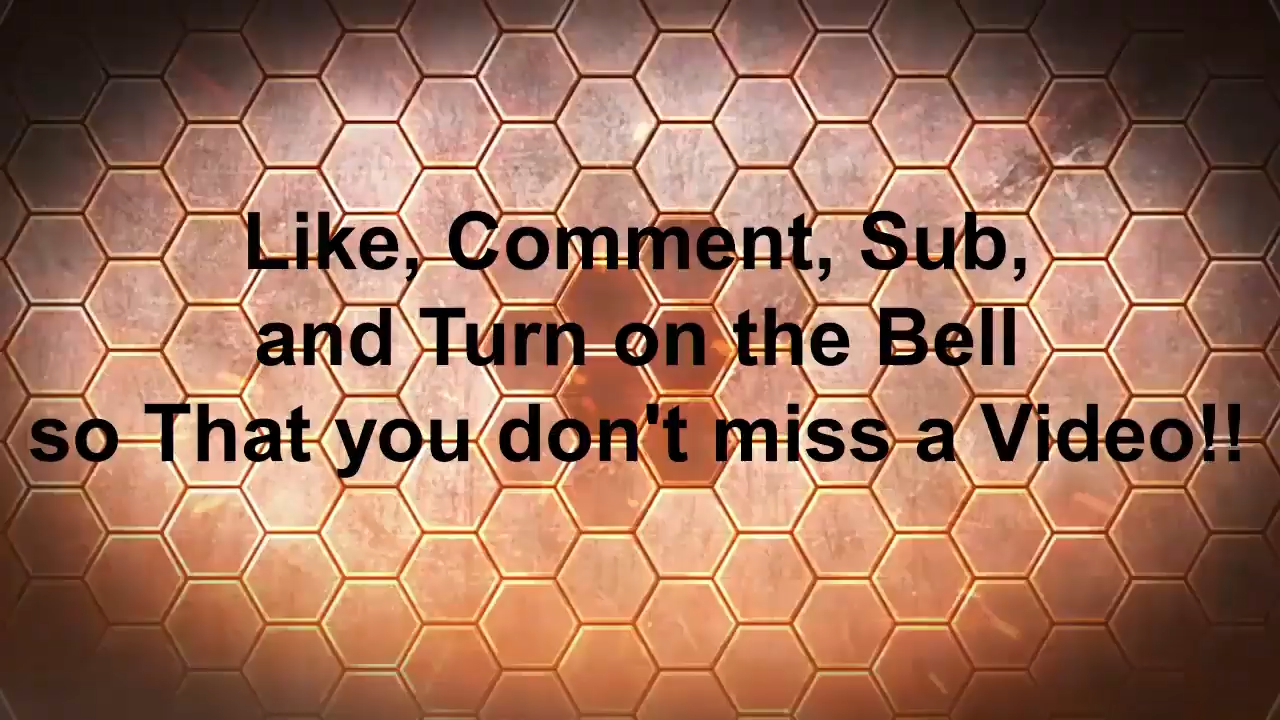 Like, Comment, Sub,
and Turn on the Bell
so That you don't miss a Video!!